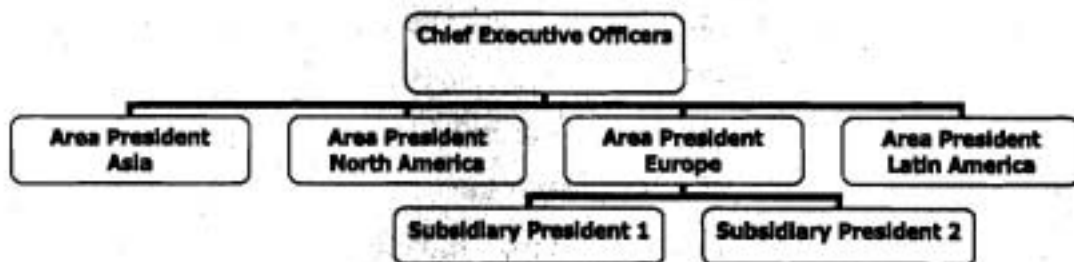 Chief Executive Officers
Area President
Asia
Area President
North America
Area President
Europe
Area President
Latin America
Subsidiary President 1
Subsidiary President 2